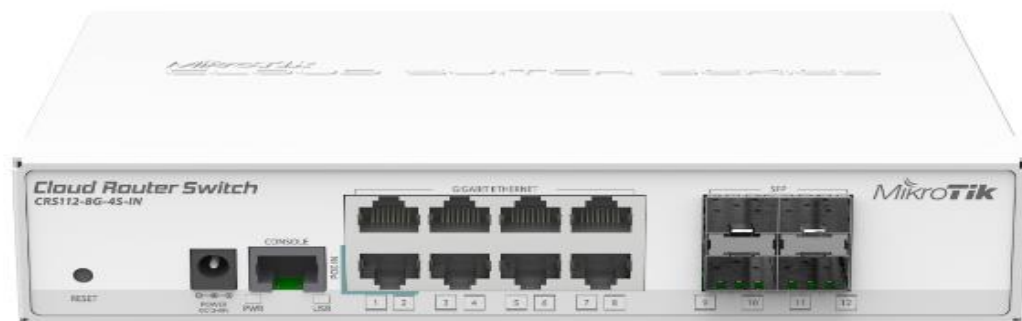 MikroTik
CLOUD ROUTER SWITCH
CRS112-8G-4S-IN
GIGABIT ETHERNET
SFP
MikroTik
CONSOLE
POE IN
RESET
POWER
PWR
USB
1 2 3 4 5 6 7 8 9 10 11 12